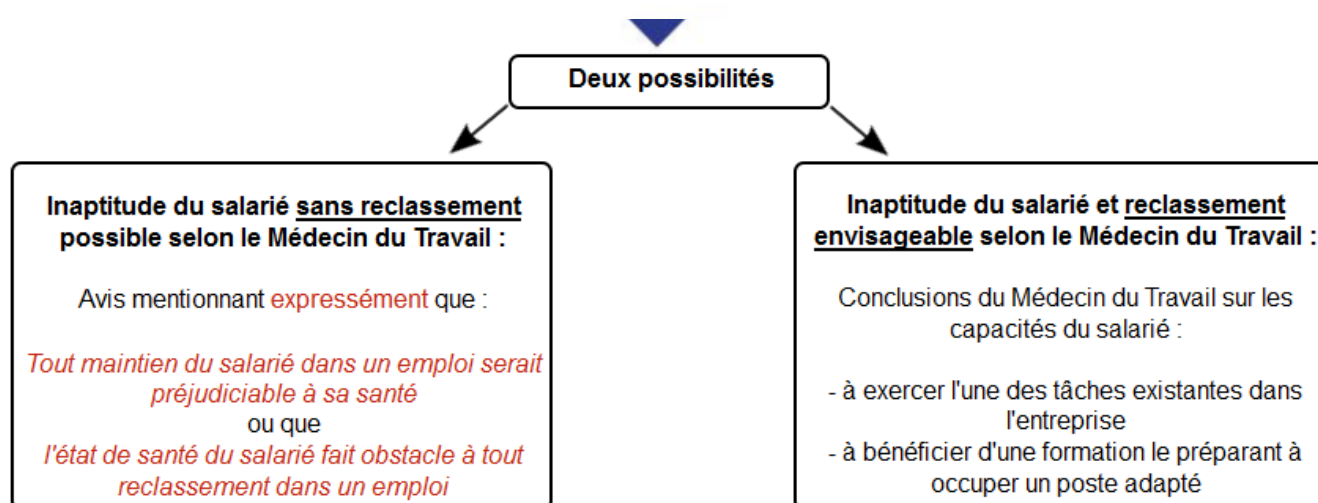 Deux possibilités
Inaptitude du salarié sans reclassement
possible selon le Médecin du Travail :
Avis mentionnant expressément que :
Tout maintien du salarié dans un emploi serait
préjudiciable à sa santé
ou que
l'état de santé du salarié fait obstacle à tout
reclassement dans un emploi
Inaptitude du salarié et reclassement
envisageable selon le Médecin du Travail :
Conclusions du Médecin du Travail sur les
capacités du salarié :
- à exercer l'une des tâches existantes dans
l'entreprise
- à bénéficier d'une formation le préparant à
occuper un poste adapté